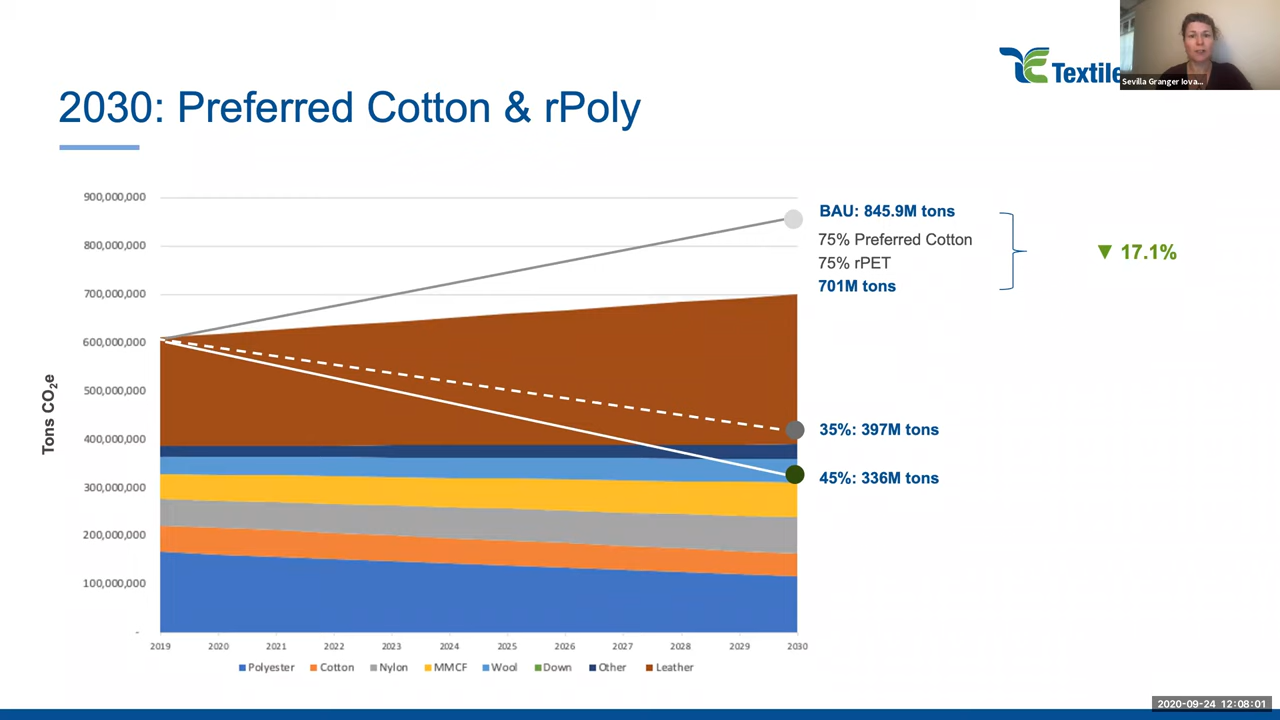 Textile
Sevilla Granger Iova...
2030: Preferred Cotton & rPoly
Tons CO₂e
900,000,000
800,000,000
700,000,000
600,000,000
500,000,000
400,000,000
300,000,000
200,000,000
100,000,000
-
2019 2020 2021 2022 2023 2024 2025 2026 2027 2028 2029 2030
Polyester Cotton Nylon MMCF Wool Down Other Leather
BAU: 845.9M tons
75% Preferred Cotton
75% rPET
701M tons
▼ 17.1%
35%: 397M tons
45%: 336M tons
2020-09-24 12:08:01